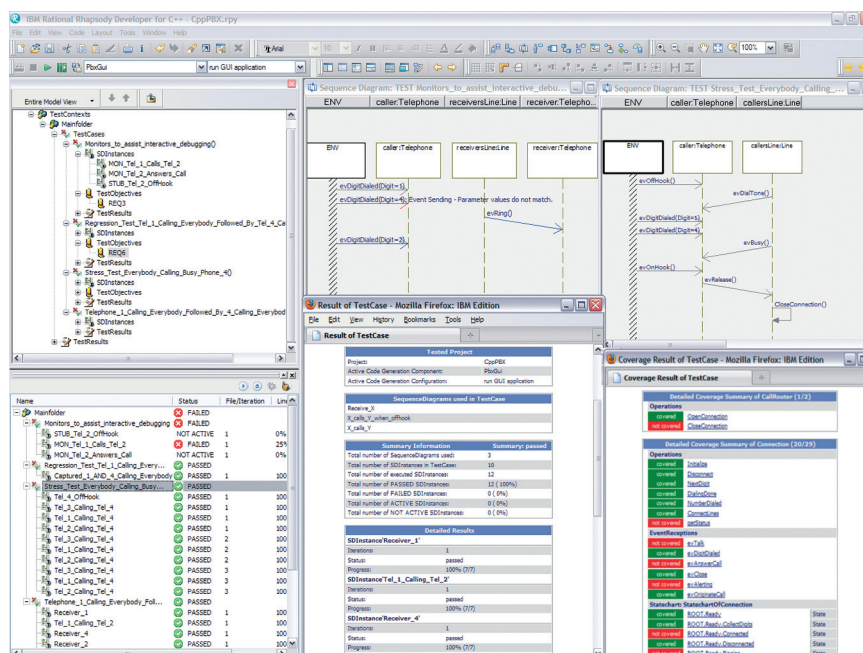 IBM Rational Rhapsody Developer for C++ - CppPBX.rpy
File Edit View Code Layout Tools Window Help
Arial 10 100%
PbxGui run GUI application
Entire Model View
TestContexts
Mainfolder
TestCases
Monitors_to_assist_interactive_debugging()
SDInstances
MON_Tel_1_Calls_Tel_2
MON_Tel_2_Answers_Call
STUB_Tel_2_OffHook
TestObjectives
REQ3
TestResults
Regression_Test_Tel_1_Calling_Everybody_Followed_By_Tel_4_Ca
SDInstances
TestObjectives
REQ6
TestResults
Stress_Test_Everybody_Calling_Busy_Phone_4()
SDInstances
TestObjectives
TestResults
Telephone_1_Calling_Everybody_Followed_By_4_Calling_Everybod
SDInstances
TestResults
TestResults
Name Status File/Iteration Line
Mainfolder FAILED
Monitors_to_assist_interactive_debugging FAILED
STUB_Tel_2_OffHook NOT ACTIVE 1 0%
MON_Tel_1_Calls_Tel_2 FAILED 1 25%
MON_Tel_2_Answers_Call NOT ACTIVE 1 0%
Regression_Test_Tel_1_Calling_Every... PASSED
Captured_1_AND_4_Calling_Everybody PASSED 1 100
Stress_Test_Everybody_Calling_Busy... PASSED
Tel_4_OffHook PASSED 1 100
Tel_3_Calling_Tel_4 PASSED 1 100
Tel_1_Calling_Tel_4 PASSED 1 100
Tel_2_Calling_Tel_4 PASSED 1 100
Tel_3_Calling_Tel_4 PASSED 2 100
Tel_2_Calling_Tel_4 PASSED 2 100
Tel_1_Calling_Tel_4 PASSED 2 100
Tel_3_Calling_Tel_4 PASSED 3 100
Tel_1_Calling_Tel_4 PASSED 3 100
Tel_2_Calling_Tel_4 PASSED 3 100
Telephone_1_Calling_Everybody_Foll... PASSED
Receiver_1 PASSED 1 100
Tel_1_Calling_Tel_2 PASSED 1 100
Receiver_4 PASSED 1 100
Receiver_2 PASSED 1 100
Sequence Diagram: TEST Monitors_to_assist_interactive_debu...
ENV caller:Telephone receiversLine:Line receiver:Telepho...
ENV caller:Telephone receiversLine:Line receiver:Telephone
evDigitDialed(Digit=1)
evDigitDialed(Digit=4) Event Sending - Parameter values do not match.
evRing()
evDigitDialed(Digit=2)
Sequence Diagram: TEST Stress_Test_Everybody_Calling_...
ENV caller:Telephone callersLine:Line
ENV caller:Telephone callersLine:Line
evOffHook()
evDialTone()
evDigitDialed(Digit=1)
evDigitDialed(Digit=4)
evBusy()
evOnHook()
evRelease()
CloseConnection()
Result of TestCase - Mozilla Firefox: IBM Edition
File Edit View History Bookmarks Tools Help
Result of TestCase
Tested Project
Project: CppPBX
Active Code Generation Component: PbxGui
Active Code Generation Configuration: run GUI application
SequenceDiagrams used in TestCase
Receive_X
X_calls_Y_when_offhook
X_calls_Y
Summary Information Summary: passed
Total number of SequenceDiagrams used: 3
Total number of SDInstances in TestCase: 10
Total number of executed SDInstances: 12
Total number of PASSED SDInstances: 12 ( 100%)
Total number of FAILED SDInstances: 0 ( 0%)
Total number of ACTIVE SDInstances: 0 ( 0%)
Total number of NOT ACTIVE SDInstances: 0 ( 0%)
Detailed Results
SDInstance'Receiver_1'
Iterations: 1
Status: passed
Progress: 100% (7/7)
SDInstance'Tel_1_Calling_Tel_2'
Iterations: 1
Status: passed
Progress: 100% (7/7)
SDInstance'Receiver_4'
Iterations: 1
Status: passed
Progress: 100% (7/7)
Coverage Result of TestCase - Mozilla Firefox: IBM Edition
Coverage Result of TestCase
Detailed Coverage Summary of CallRouter (1/2)
Operations
covered OpenConnection
not covered CloseConnection
Detailed Coverage Summary of Connection (20/29)
Operations
covered Initialize
covered Disconnect
covered NextDigit
covered DialingDone
covered NumberDialed
covered ConnectLines
not covered getStatus
EventReceptions
not covered evTalk
covered evDigitDialed
not covered evAnswerCall
covered evClose
not covered evAlerting
covered evOriginateCall
Statechart: StatechartOfConnection
covered ROOT.Ready State
covered ROOT.Ready.CollectDigits State
not covered ROOT.Ready.Connected State
covered ROOT.Ready.Disconnected State